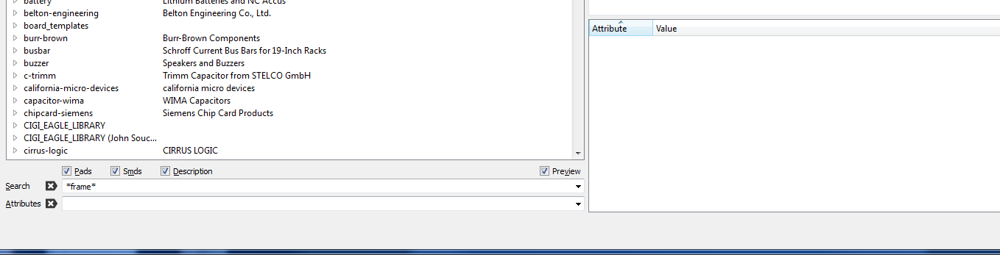 battery Lithium Batteries and NC Accus
belton-engineering Belton Engineering Co., Ltd.
board_templates
burr-brown Burr-Brown Components
busbar Schroff Current Bus Bars for 19-Inch Racks
buzzer Speakers and Buzzers
c-trimm Trimm Capacitor from STELCO GmbH
california-micro-devices california micro devices
capacitor-wima WIMA Capacitors
chipcard-siemens Siemens Chip Card Products
CIGI_EAGLE_LIBRARY
CIGI_EAGLE_LIBRARY (John Souc...
cirrus-logic CIRRUS LOGIC
Pads Smds Description Preview
Search *frame*
Attributes
Attribute Value